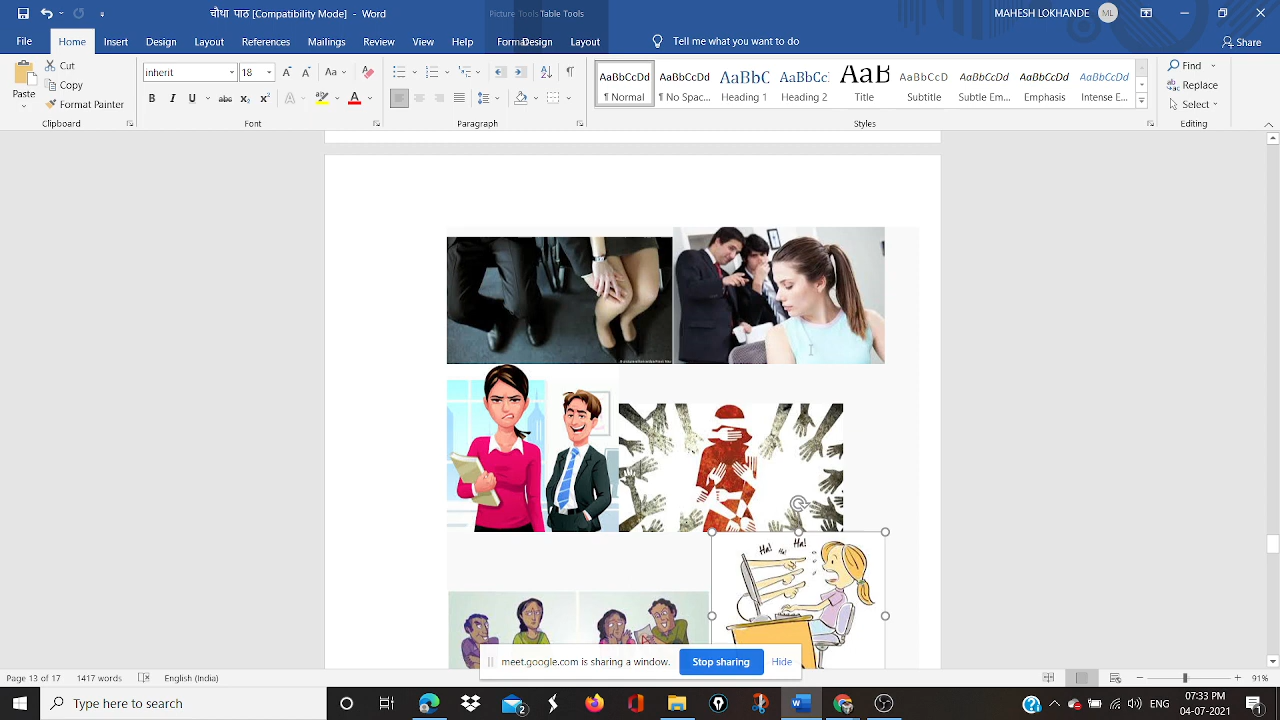 [Compatibility Mode] - Word
Picture Tools Table Tools
MAHESH LOKHANDE ML
File Home Insert Design Layout References Mailings Review View Help Format Design Layout Tell me what you want to do Share
Paste
Cut
Copy
Format Painter
Clipboard
inherit 18
Font
Paragraph
AaBbCcDd ¶ Normal
AaBbCcDd ¶ No Spac...
AaBbC Heading 1
AaBbCc Heading 2
AaB Title
AaBbCcD Subtitle
AaBbCcDd Subtle Em...
AaBbCcDd Emphasis
AaBbCcDd Intense E...
Styles
Find
Replace
Select
Editing
Ha! Ha! Ha!
meet.google.com is sharing a window. Stop sharing Hide
1417 words English (India) 91%
Type here to search
ENG
07:33 PM
04-07-2021